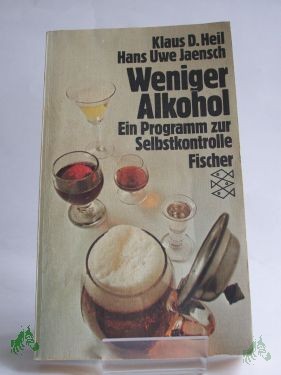 Klaus D. Heil
Hans Uwe Jaensch
Weniger
Alkohol
Ein Programm zur
Selbstkontrolle
Fischer